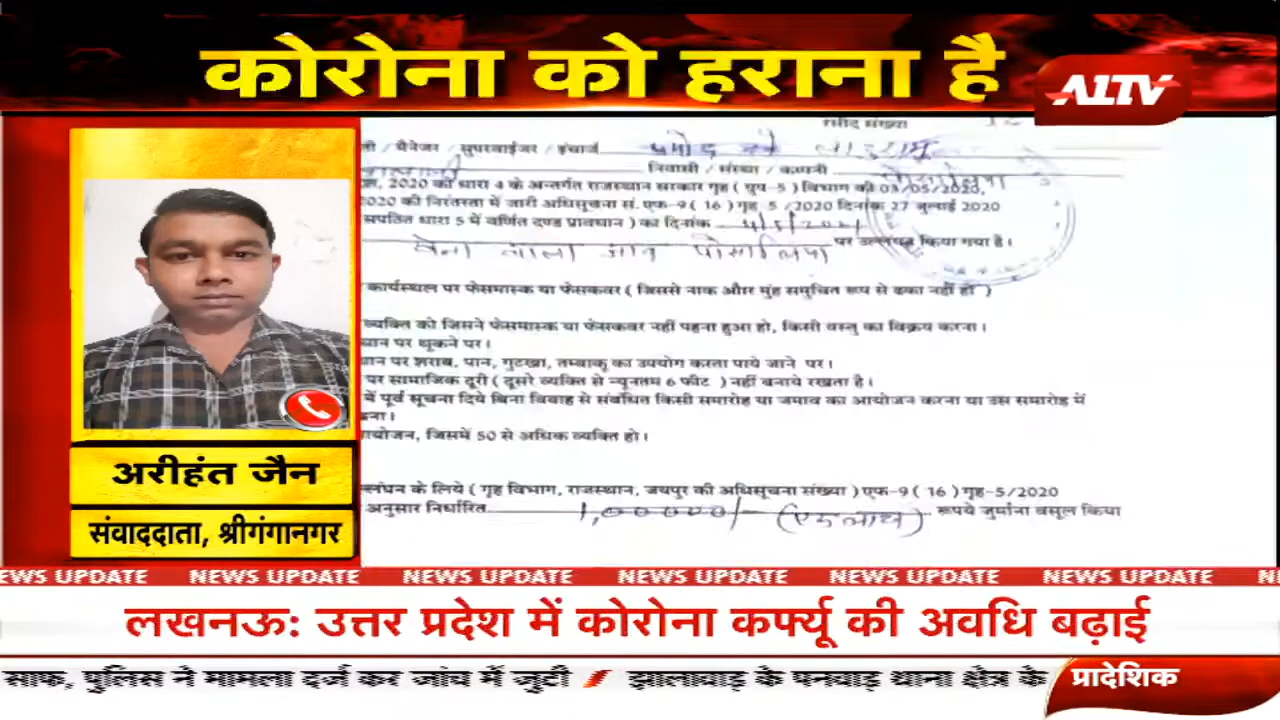 कोरोना को हराना है
ALTV
रसीद संख्या
/ मैनेजर / सुपरवाईजर / इंचार्ज
निवासी / संस्था / कम्पनी
2020 की धारा 4 के अन्तर्गत राजस्थान सरकार गृह ( ग्रुप-5 ) विभाग की 03/05/2020,
2020 की निरंतरता में जारी अधिसूचना सं. एफ-9 ( 16 ) गृह-5 /2020 दिनांक 27 जुलाई 2020
सपठित धारा 5 में वर्णित दण्ड प्रावधान ) का दिनांक 4/5/2021
पर उल्लंघन किया गया है।
कार्यस्थल पर फेसमास्क या फेसकवर ( जिससे नाक और मुंह समुचित रूप से ढका नहीं हो )
व्यक्ति को जिसने फेसमास्क या फेसकवर नहीं पहना हुआ हो, किसी वस्तु का विक्रय करना।
पर थूकने पर।
पर शराब, पान, गुटखा, तम्बाकू का उपयोग करता पाये जाने पर।
पर सामाजिक दूरी ( दूसरे व्यक्ति से न्यूनतम 6 फीट ) नहीं बनाये रखता है।
में पूर्व सूचना दिये बिना विवाह से संबंधित किसी समारोह या जमाव का आयोजन करना या उस समारोह में
जिसमें 50 से अधिक व्यक्ति हो।
के लिये ( गृह विभाग, राजस्थान, जयपुर की अधिसूचना संख्या ) एफ-9 ( 16 ) गृह-5/2020
अनुसार निर्धारित 1,00000/- (एक लाख) रूपये जुर्माना वसूल किया
अरीहंत जैन
संवाददाता, श्रीगंगानगर
NEWS UPDATE NEWS UPDATE NEWS UPDATE NEWS UPDATE NEWS UPDATE NEWS UPDATE
लखनऊ: उत्तर प्रदेश में कोरोना कर्फ्यू की अवधि बढ़ाई
साफ, पुलिस ने मामला दर्ज कर जांच में जुटी / झालावाड़ के पनवाड़ थाना क्षेत्र के
प्रादेशिक